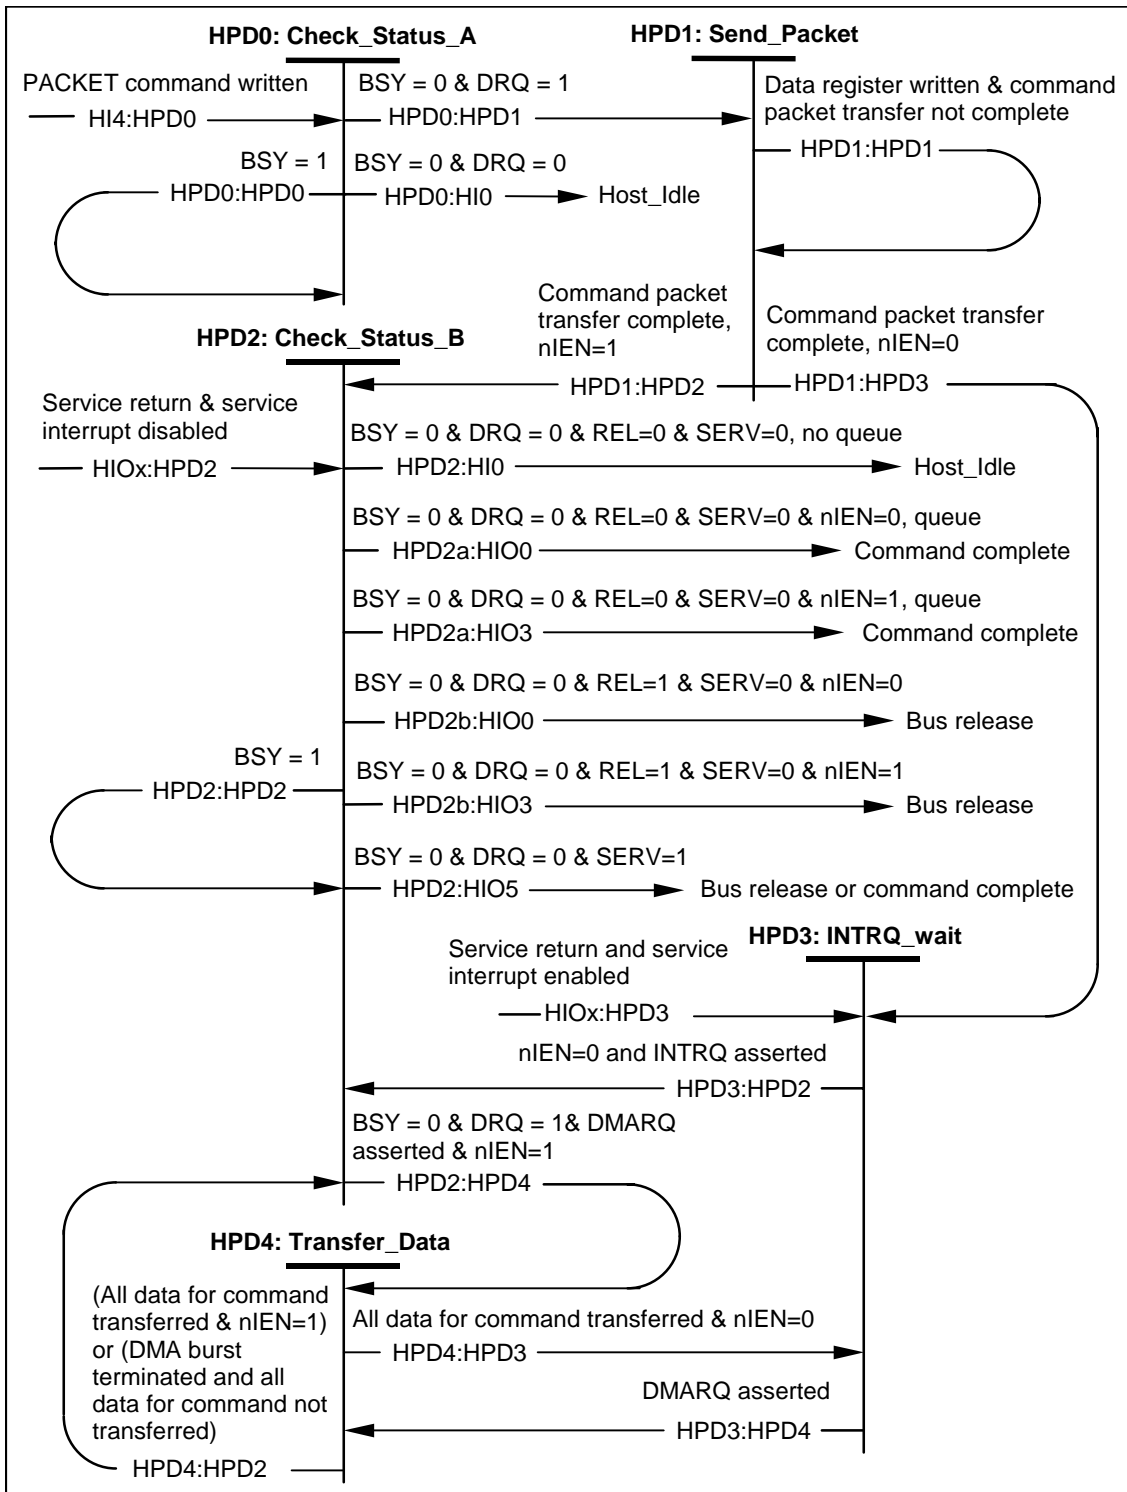 HPD0: Check_Status_A
HPD1: Send_Packet
PACKET command written
HI4:HPD0
BSY = 0 & DRQ = 1
HPD0:HPD1
Data register written & command
packet transfer not complete
HPD1:HPD1
BSY = 1
HPD0:HPD0
BSY = 0 & DRQ = 0
HPD0:HI0
Host_Idle
Command packet
transfer complete,
nIEN=1
HPD1:HPD2
Command packet transfer
complete, nIEN=0
HPD1:HPD3
HPD2: Check_Status_B
Service return & service
interrupt disabled
HIOx:HPD2
BSY = 0 & DRQ = 0 & REL=0 & SERV=0, no queue
HPD2:HI0
Host_Idle
BSY = 0 & DRQ = 0 & REL=0 & SERV=0 & nIEN=0, queue
HPD2a:HIO0
Command complete
BSY = 0 & DRQ = 0 & REL=0 & SERV=0 & nIEN=1, queue
HPD2a:HIO3
Command complete
BSY = 0 & DRQ = 0 & REL=1 & SERV=0 & nIEN=0
HPD2b:HIO0
Bus release
BSY = 1
HPD2:HPD2
BSY = 0 & DRQ = 0 & REL=1 & SERV=0 & nIEN=1
HPD2b:HIO3
Bus release
BSY = 0 & DRQ = 0 & SERV=1
HPD2:HIO5
Bus release or command complete
HPD3: INTRQ_wait
Service return and service
interrupt enabled
HIOx:HPD3
nIEN=0 and INTRQ asserted
HPD3:HPD2
BSY = 0 & DRQ = 1& DMARQ
asserted & nIEN=1
HPD2:HPD4
HPD4: Transfer_Data
(All data for command
transferred & nIEN=1)
or (DMA burst
terminated and all
data for command not
transferred)
HPD4:HPD2
All data for command transferred & nIEN=0
HPD4:HPD3
DMARQ asserted
HPD3:HPD4